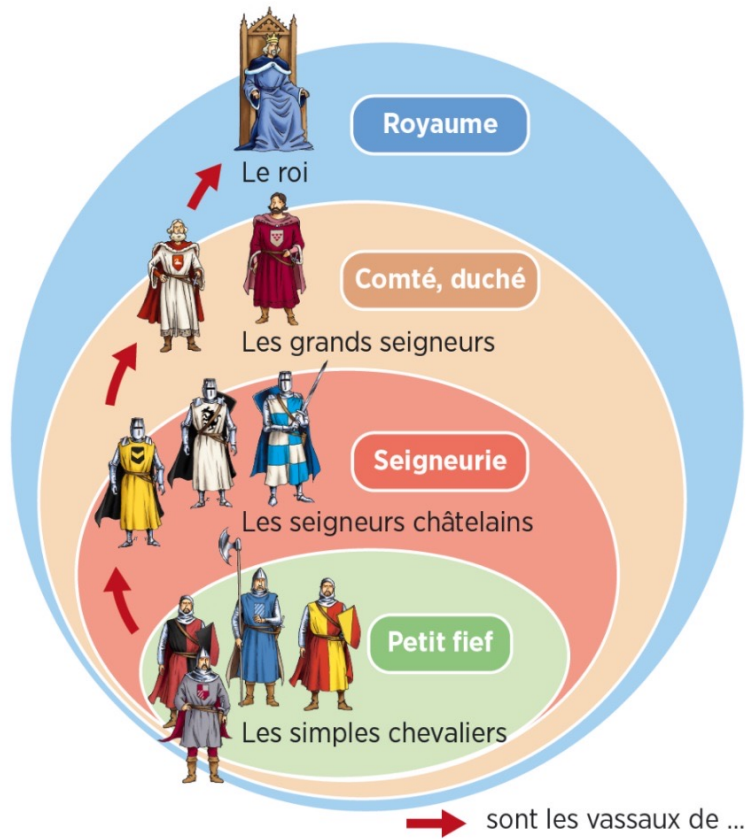 Royaume
Le roi
Comté, duché
Les grands seigneurs
Seigneurie
Les seigneurs châtelains
Petit fief
Les simples chevaliers
sont les vassaux de ...